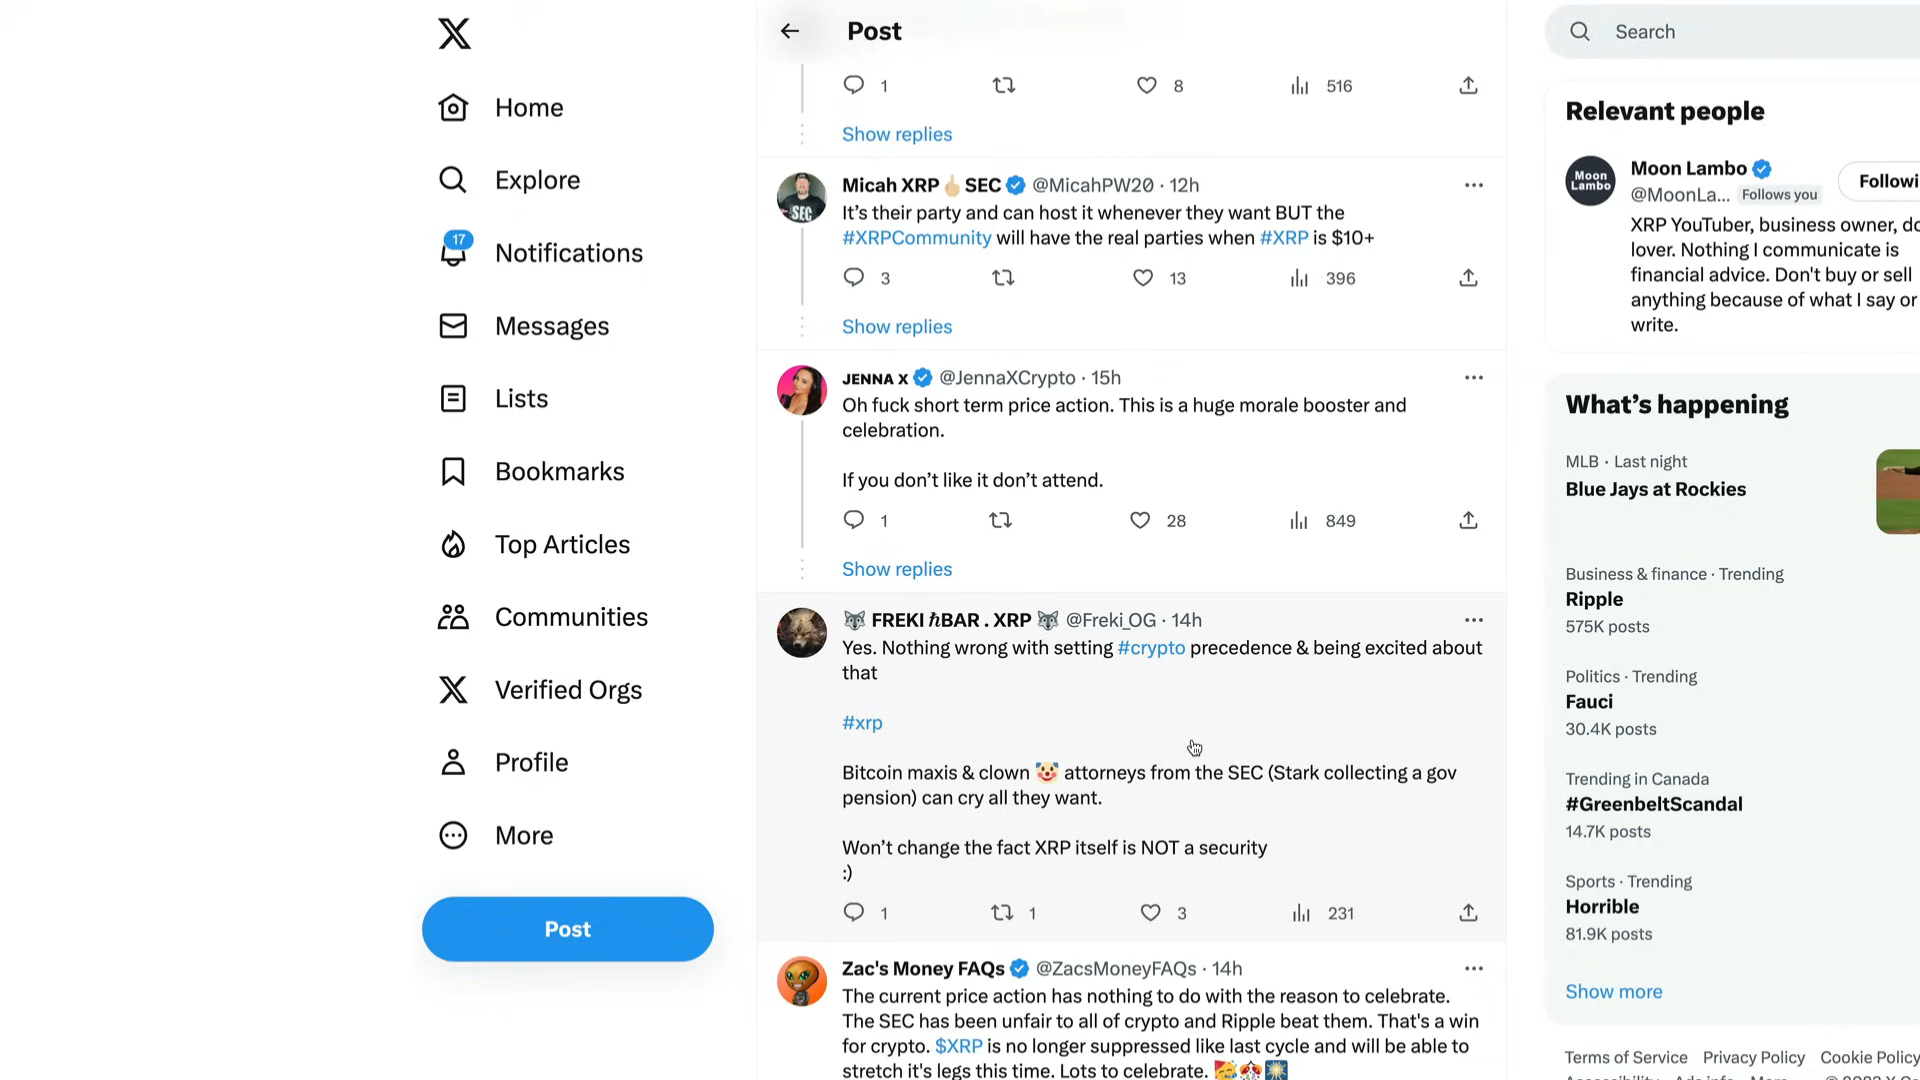 Post
Search
1
8
516
Show replies
Home
Explore
17
Notifications
Messages
Lists
Bookmarks
Top Articles
Communities
Verified Orgs
Profile
More
Post
Micah XRP🖕🏼SEC @MicahPW20 · 12h
SEC
It’s their party and can host it whenever they want BUT the
#XRPCommunity will have the real parties when #XRP is $10+
3
13
396
Show replies
JENNA X @JennaXCrypto · 15h
Oh fuck short term price action. This is a huge morale booster and
celebration.
If you don’t like it don’t attend.
1
28
849
Show replies
🐺 FREKI ℏBAR . XRP 🐺 @Freki_OG · 14h
Yes. Nothing wrong with setting #crypto precedence & being excited about
that
#xrp
Bitcoin maxis & clown 🤡 attorneys from the SEC (Stark collecting a gov
pension) can cry all they want.
Won’t change the fact XRP itself is NOT a security
:)
1
1
3
231
Zac's Money FAQs @ZacsMoneyFAQs · 14h
The current price action has nothing to do with the reason to celebrate.
The SEC has been unfair to all of crypto and Ripple beat them. That's a win
for crypto. $XRP is no longer suppressed like last cycle and will be able to
stretch it's legs this time. Lots to celebrate.
Relevant people
Moon
Lambo
Moon Lambo
@MoonLa... Follows you
Followi
XRP YouTuber, business owner, do
lover. Nothing I communicate is
financial advice. Don't buy or sell
anything because of what I say or
write.
What’s happening
MLB · Last night
Blue Jays at Rockies
Business & finance · Trending
Ripple
575K posts
Politics · Trending
Fauci
30.4K posts
Trending in Canada
#GreenbeltScandal
14.7K posts
Sports · Trending
Horrible
81.9K posts
Show more
Terms of Service Privacy Policy Cookie Policy